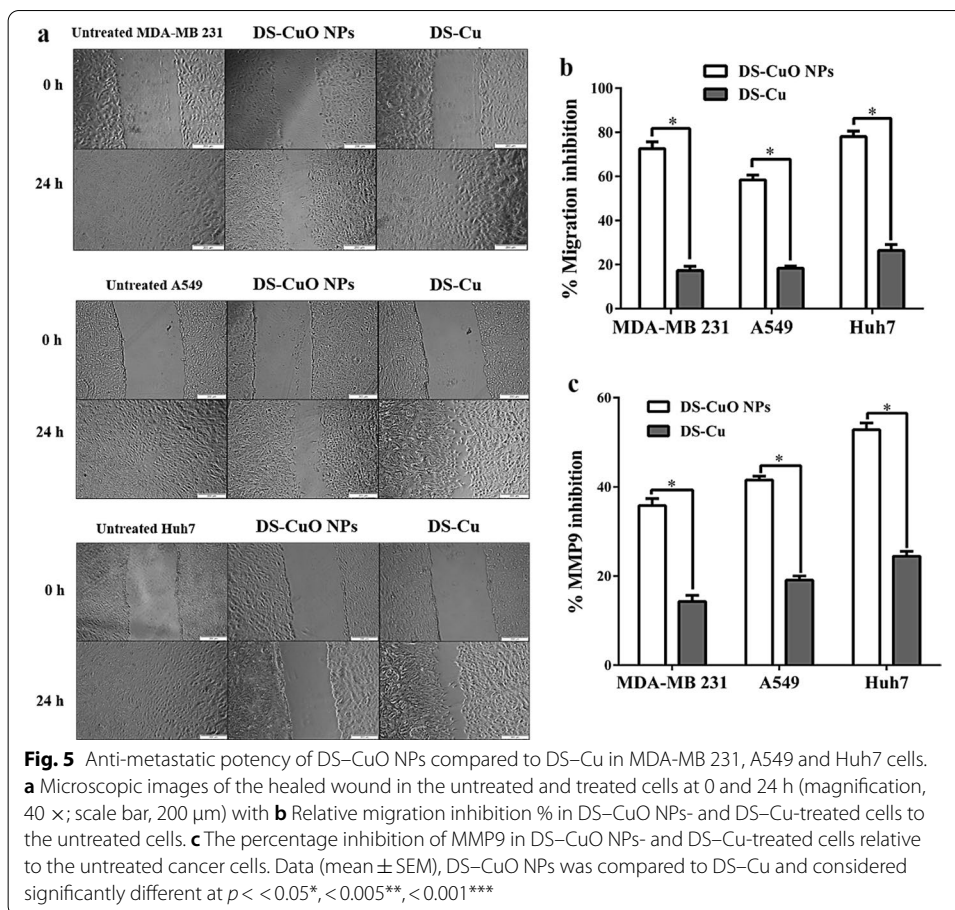 a
Untreated MDA-MB 231 DS-CuO NPs DS-Cu
0 h
24 h
Untreated A549 DS-CuO NPs DS-Cu
0 h
24 h
Untreated Huh7 DS-CuO NPs DS-Cu
0 h
24 h
b
DS-CuO NPs
DS-Cu
% Migration inhibition
100
80
60
40
20
0
* * *
MDA-MB 231 A549 Huh7
c
DS-CuO NPs
DS-Cu
% MMP9 inhibition
60
40
20
0
* * *
MDA-MB 231 A549 Huh7
Fig. 5 Anti-metastatic potency of DS–CuO NPs compared to DS–Cu in MDA-MB 231, A549 and Huh7 cells.
a Microscopic images of the healed wound in the untreated and treated cells at 0 and 24 h (magnification,
40 ×; scale bar, 200 μm) with b Relative migration inhibition % in DS–CuO NPs- and DS–Cu-treated cells to
the untreated cells. c The percentage inhibition of MMP9 in DS–CuO NPs- and DS–Cu-treated cells relative
to the untreated cancer cells. Data (mean ± SEM), DS–CuO NPs was compared to DS–Cu and considered
significantly different at p < < 0.05*, < 0.005**, < 0.001***